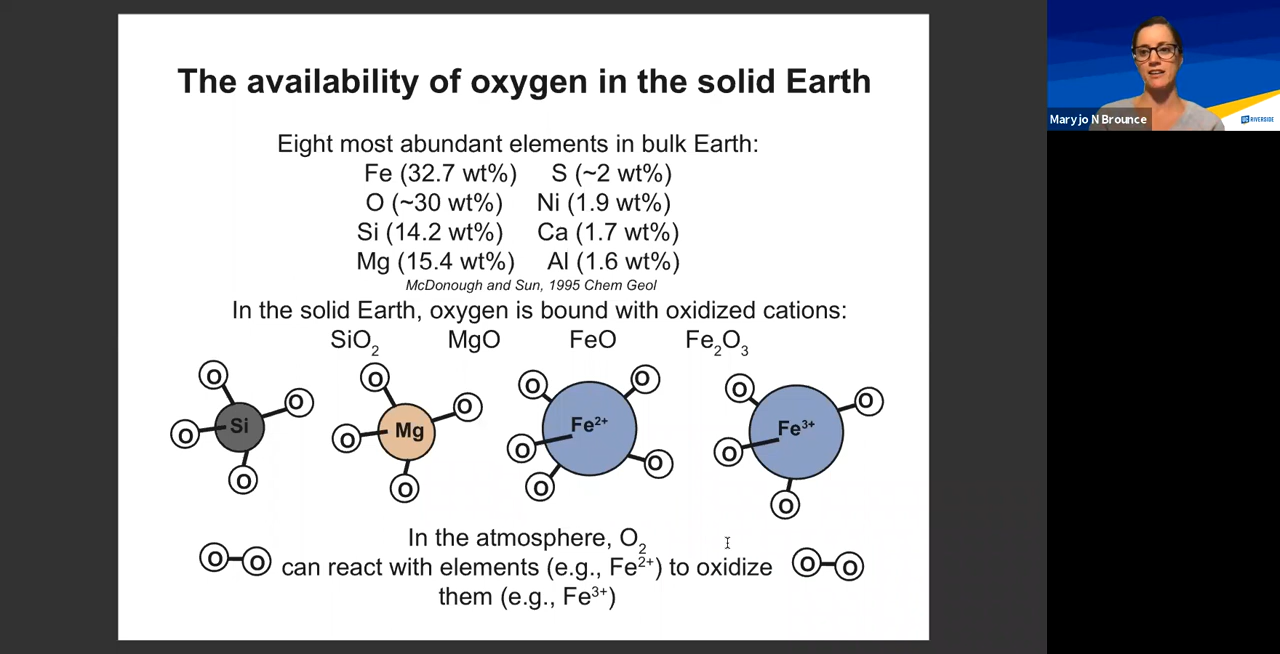 The availability of oxygen in the solid Earth
Eight most abundant elements in bulk Earth:
Fe (32.7 wt%) S (~2 wt%)
O (~30 wt%) Ni (1.9 wt%)
Si (14.2 wt%) Ca (1.7 wt%)
Mg (15.4 wt%) Al (1.6 wt%)
McDonough and Sun, 1995 Chem Geol
In the solid Earth, oxygen is bound with oxidized cations:
SiO₂ MgO FeO Fe₂O₃
O O O O Si
O O O O Mg
O O O O O Fe²⁺
O O O O Fe³⁺
In the atmosphere, O₂
O O can react with elements (e.g., Fe²⁺) to oxidize O O
them (e.g., Fe³⁺)
Maryjo N Brounce
UC RIVERSIDE